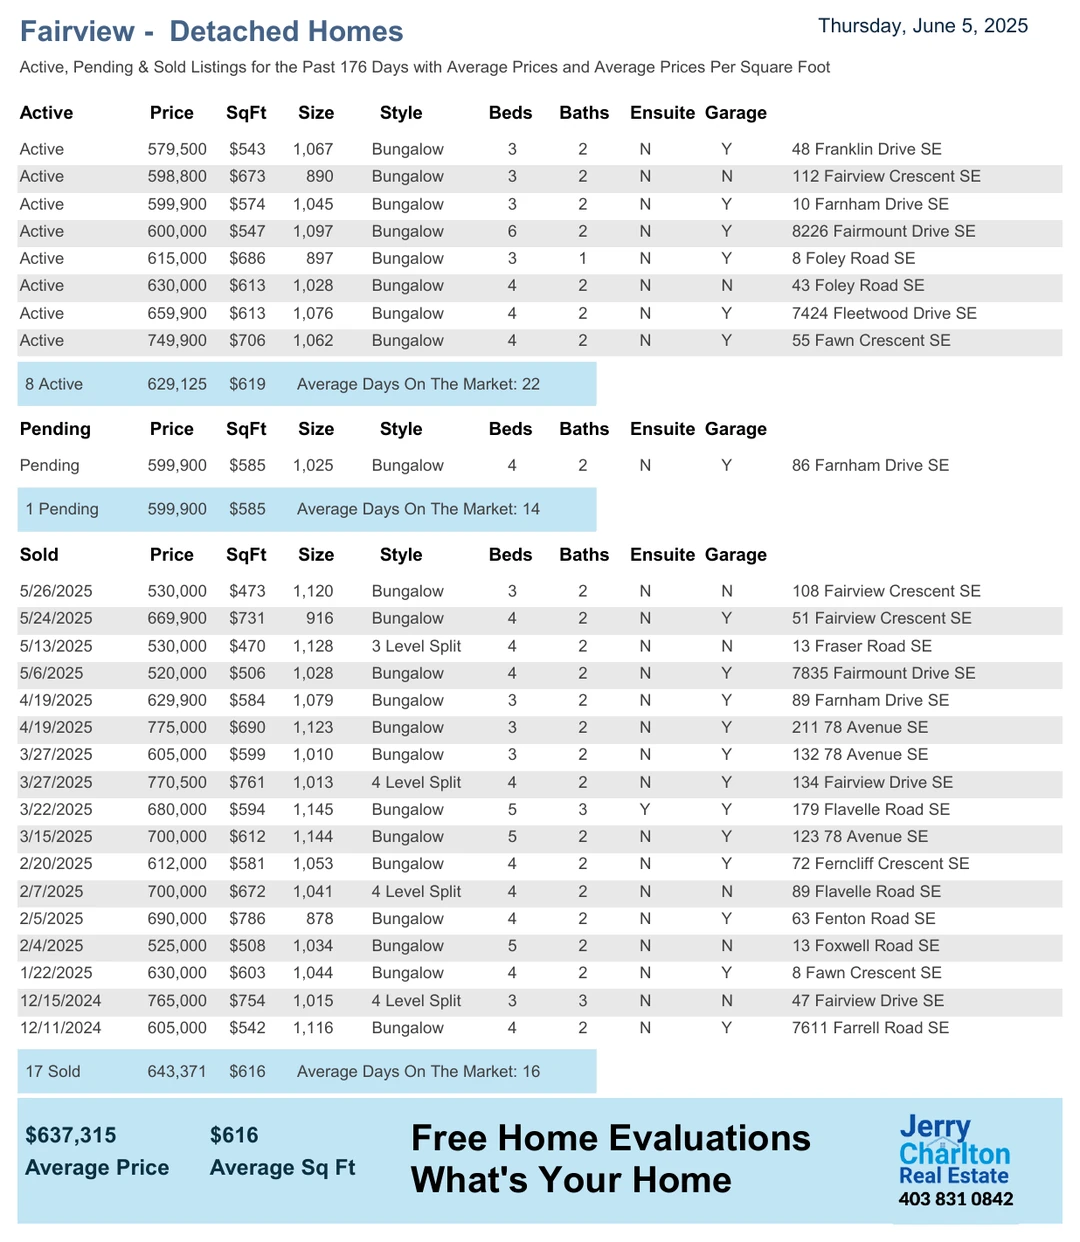 Fairview -  Detached Homes
Thursday, June 5, 2025
Active, Pending & Sold Listings for the Past 176 Days with Average Prices and Average Prices Per Square Foot
Active Price SqFt Size Style Beds Baths Ensuite Garage
Active 579,500 $543 1,067 Bungalow 3 2 N Y 48 Franklin Drive SE
Active 598,800 $673 890 Bungalow 3 2 N N 112 Fairview Crescent SE
Active 599,900 $574 1,045 Bungalow 3 2 N Y 10 Farnham Drive SE
Active 600,000 $547 1,097 Bungalow 6 2 N Y 8226 Fairmount Drive SE
Active 615,000 $686 897 Bungalow 3 1 N Y 8 Foley Road SE
Active 630,000 $613 1,028 Bungalow 4 2 N N 43 Foley Road SE
Active 659,900 $613 1,076 Bungalow 4 2 N Y 7424 Fleetwood Drive SE
Active 749,900 $706 1,062 Bungalow 4 2 N Y 55 Fawn Crescent SE
8 Active 629,125 $619 Average Days On The Market: 22
Pending Price SqFt Size Style Beds Baths Ensuite Garage
Pending 599,900 $585 1,025 Bungalow 4 2 N Y 86 Farnham Drive SE
1 Pending 599,900 $585 Average Days On The Market: 14
Sold Price SqFt Size Style Beds Baths Ensuite Garage
5/26/2025 530,000 $473 1,120 Bungalow 3 2 N N 108 Fairview Crescent SE
5/24/2025 669,900 $731 916 Bungalow 4 2 N Y 51 Fairview Crescent SE
5/13/2025 530,000 $470 1,128 3 Level Split 4 2 N N 13 Fraser Road SE
5/6/2025 520,000 $506 1,028 Bungalow 4 2 N Y 7835 Fairmount Drive SE
4/19/2025 629,900 $584 1,079 Bungalow 3 2 N Y 89 Farnham Drive SE
4/19/2025 775,000 $690 1,123 Bungalow 3 2 N Y 211 78 Avenue SE
3/27/2025 605,000 $599 1,010 Bungalow 3 2 N Y 132 78 Avenue SE
3/27/2025 770,500 $761 1,013 4 Level Split 4 2 N Y 134 Fairview Drive SE
3/22/2025 680,000 $594 1,145 Bungalow 5 3 Y Y 179 Flavelle Road SE
3/15/2025 700,000 $612 1,144 Bungalow 5 2 N Y 123 78 Avenue SE
2/20/2025 612,000 $581 1,053 Bungalow 4 2 N Y 72 Ferncliff Crescent SE
2/7/2025 700,000 $672 1,041 4 Level Split 4 2 N N 89 Flavelle Road SE
2/5/2025 690,000 $786 878 Bungalow 4 2 N Y 63 Fenton Road SE
2/4/2025 525,000 $508 1,034 Bungalow 5 2 N N 13 Foxwell Road SE
1/22/2025 630,000 $603 1,044 Bungalow 4 2 N Y 8 Fawn Crescent SE
12/15/2024 765,000 $754 1,015 4 Level Split 3 3 N N 47 Fairview Drive SE
12/11/2024 605,000 $542 1,116 Bungalow 4 2 N Y 7611 Farrell Road SE
17 Sold 643,371 $616 Average Days On The Market: 16
$637,315 $616
Average Price Average Sq Ft
Free Home Evaluations
What's Your Home
Jerry
Charlton
Real Estate
403 831 0842